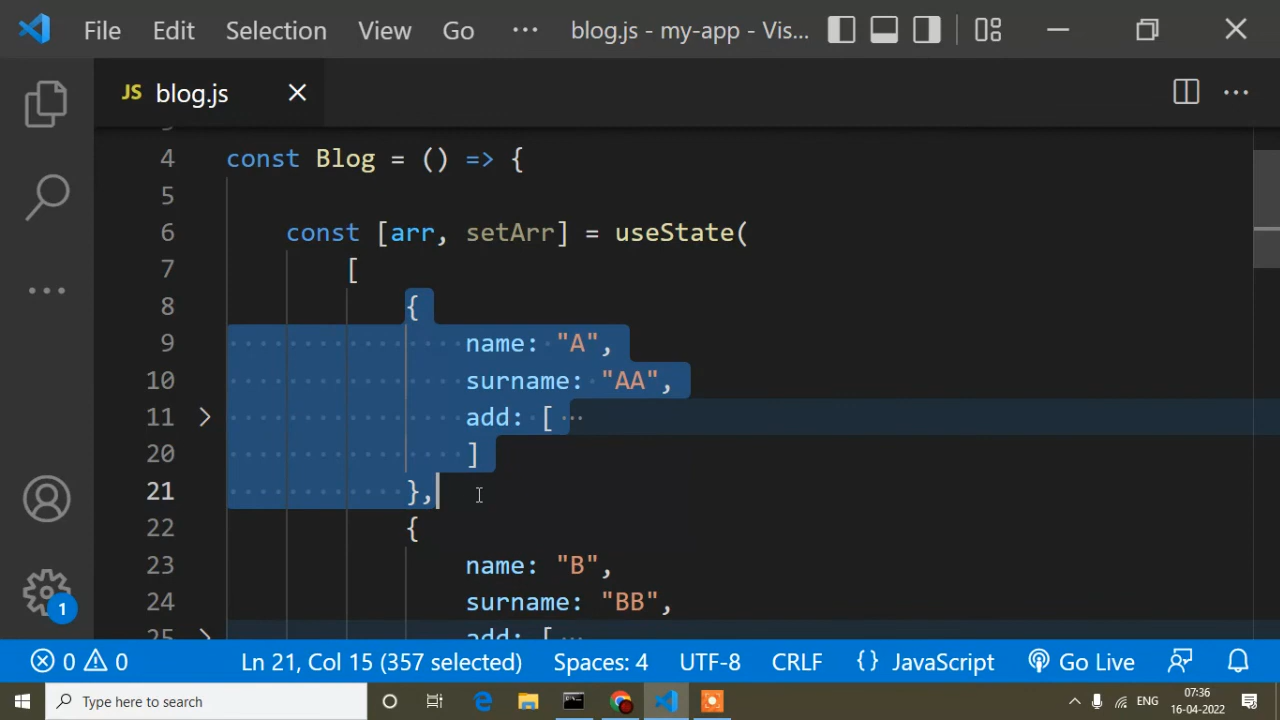 File Edit Selection View Go ··· blog.js - my-app - Vis...
JS blog.js
4 const Blog = () => {
5
6 const [arr, setArr] = useState(
7 [
8 {
9 name: "A",
10 surname: "AA",
11 add: [ ···
20 ]
21 },
22 {
23 name: "B",
24 surname: "BB",
25 add: [ ···
1
0 0 Ln 21, Col 15 (357 selected) Spaces: 4 UTF-8 CRLF {} JavaScript Go Live
Type here to search ENG 07:36
16-04-2022